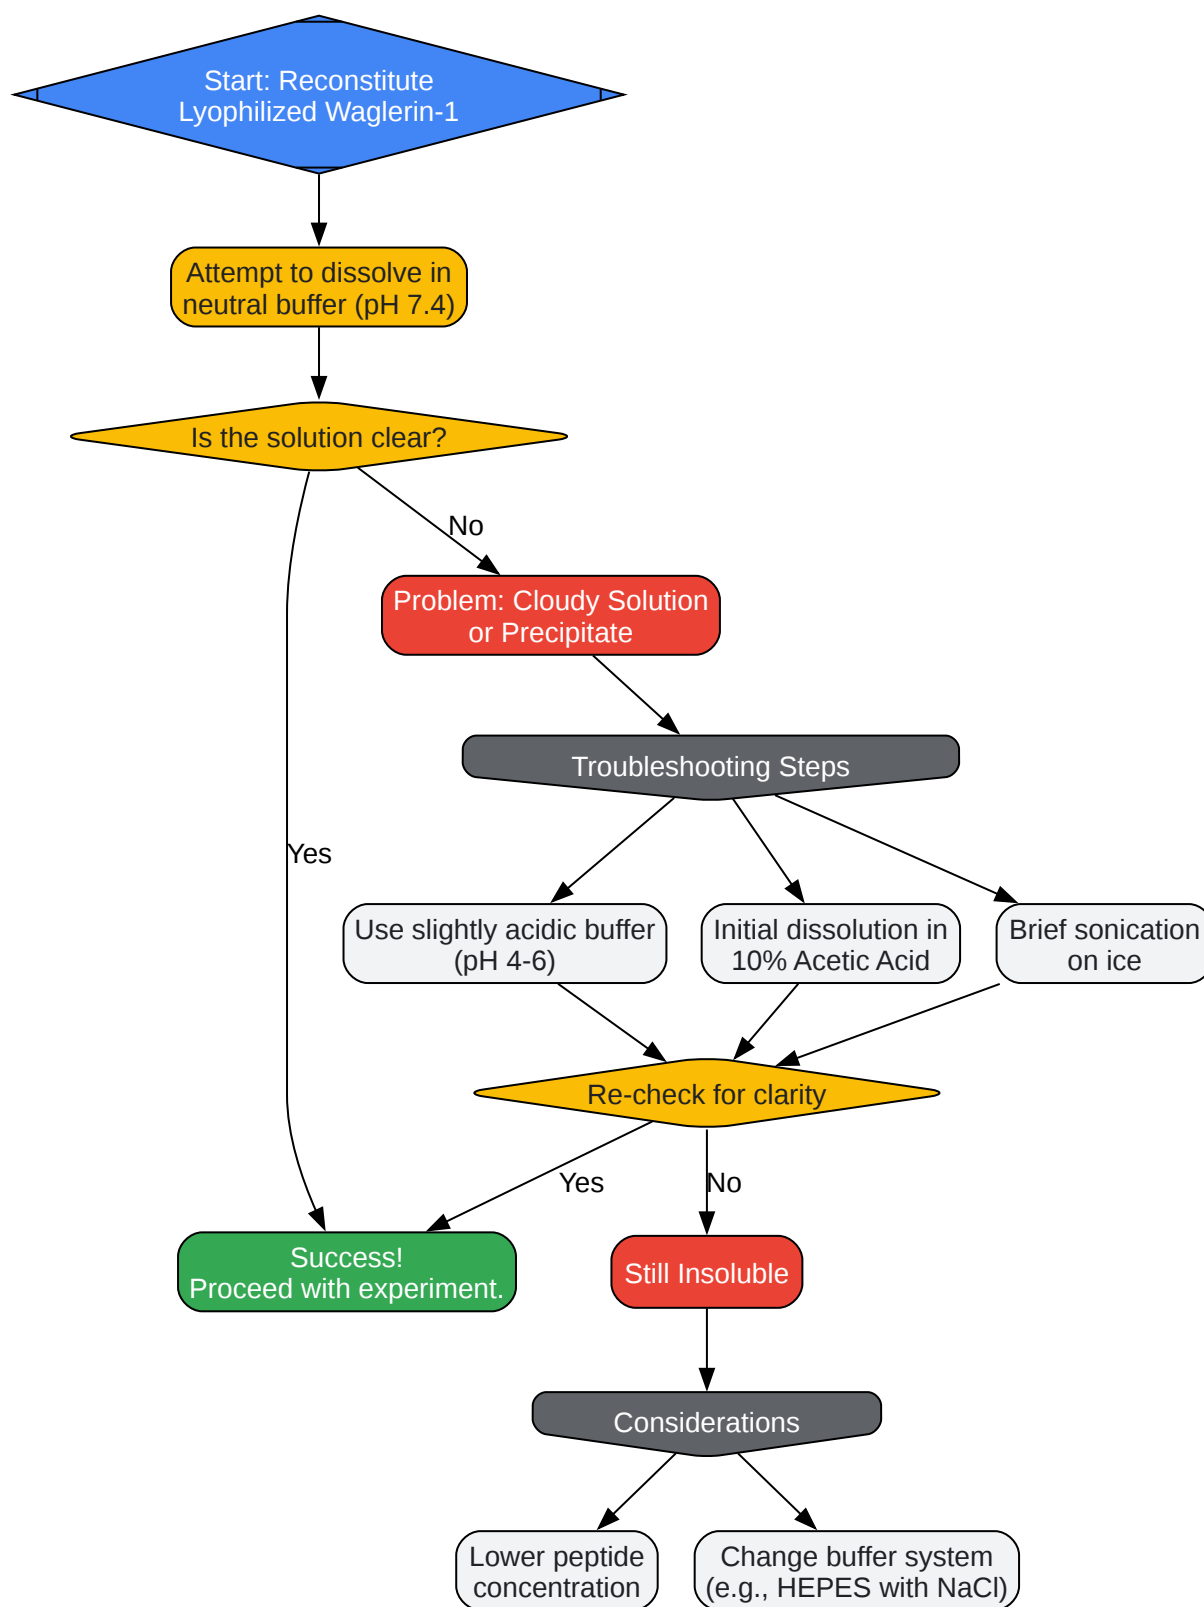 Start: Reconstitute
Lyophilized Waglerin-1
Attempt to dissolve in
neutral buffer (pH 7.4)
Is the solution clear?
No
Problem: Cloudy Solution
or Precipitate
Troubleshooting Steps
Yes
Use slightly acidic buffer
(pH 4-6)
Initial dissolution in
10% Acetic Acid
Brief sonication
on ice
Re-check for clarity
Yes
No
Success!
Proceed with experiment.
Still Insoluble
Considerations
Lower peptide
concentration
Change buffer system
(e.g., HEPES with NaCl)